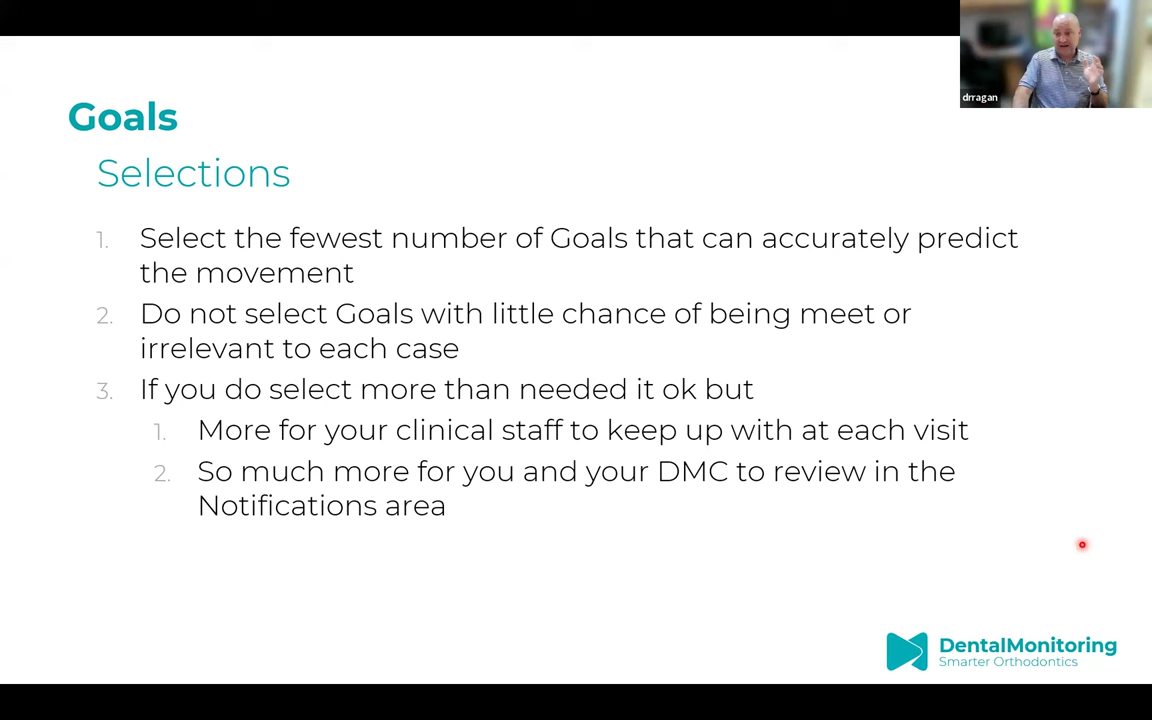 drragan
Goals
Selections
1. Select the fewest number of Goals that can accurately predict
the movement
2. Do not select Goals with little chance of being meet or
irrelevant to each case
3. If you do select more than needed it ok but
1. More for your clinical staff to keep up with at each visit
2. So much more for you and your DMC to review in the
Notifications area
DentalMonitoring
Smarter Orthodontics